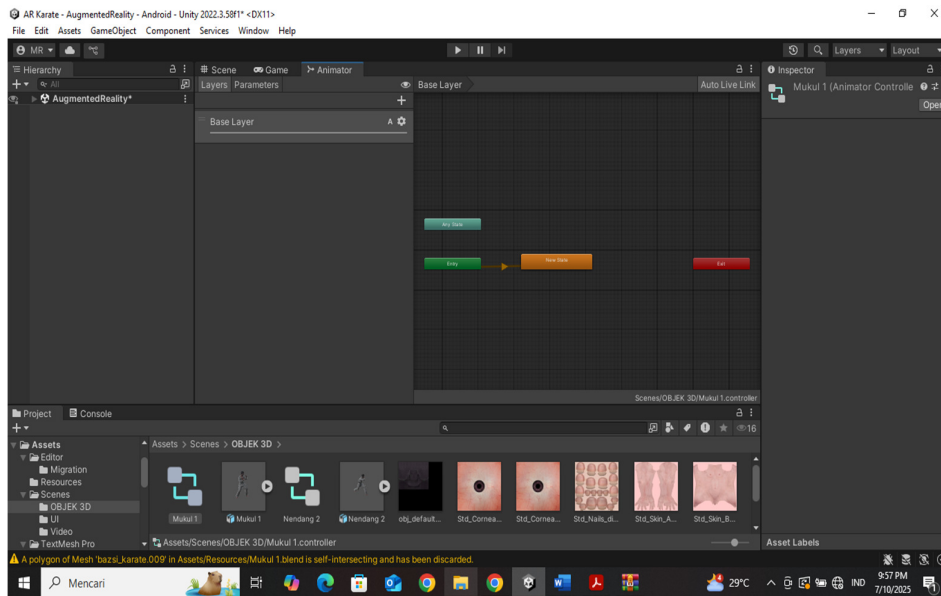 AR Karate - AugmentedReality - Android - Unity 2022.3.58f1* <DX11>
File Edit Assets GameObject Component Services Window Help
MR Layers Layout
Hierarchy # Scene Game Animator Inspector
All Layers Parameters Base Layer Auto Live Link Mukul 1 (Animator Controlle
AugmentedReality* Open
Base Layer A
Any State
Entry New State Exit
Scenes/OBJEK 3D/Mukul 1.controller
Project Console
16
Assets Assets > Scenes > OBJEK 3D >
Editor
Migration
Resources
Scenes
OBJEK 3D Mukul 1 Mukul 1 Nendang 2 Nendang 2 obj_default... Std_Cornea... Std_Cornea... Std_Nails_di... Std_Skin_A... Std_Skin_B...
UI
Video
TextMesh Pro Assets/Scenes/OBJEK 3D/Mukul 1.controller Asset Labels
A polygon of Mesh 'bazsi_karate.009' in Assets/Resources/Mukul 1.blend is self-intersecting and has been discarded.
Mencari 29°C IND 9:57 PM
7/10/2025 1